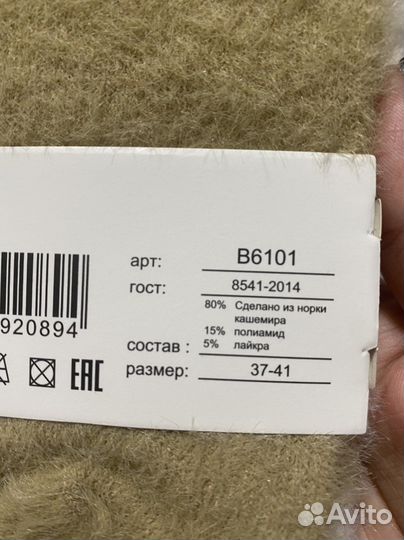 арт: B6101
гост: 8541-2014
80% Сделано из норки
кашемира
15% полиамид
состав : 5% лайкра
размер: 37-41
920894
EAC
Avito